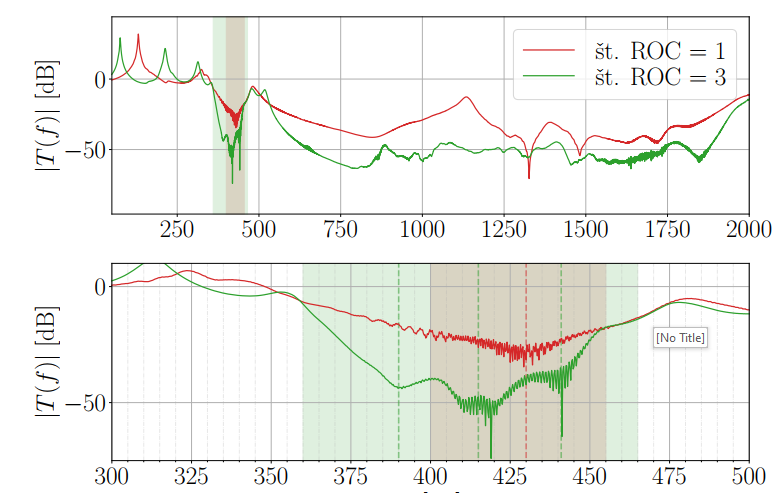 |T(f)| [dB]
0
−50
št. ROC = 1
št. ROC = 3
250 500 750 1000 1250 1500 1750 2000
|T(f)| [dB]
0
−50
[No Title]
300 325 350 375 400 425 450 475 500